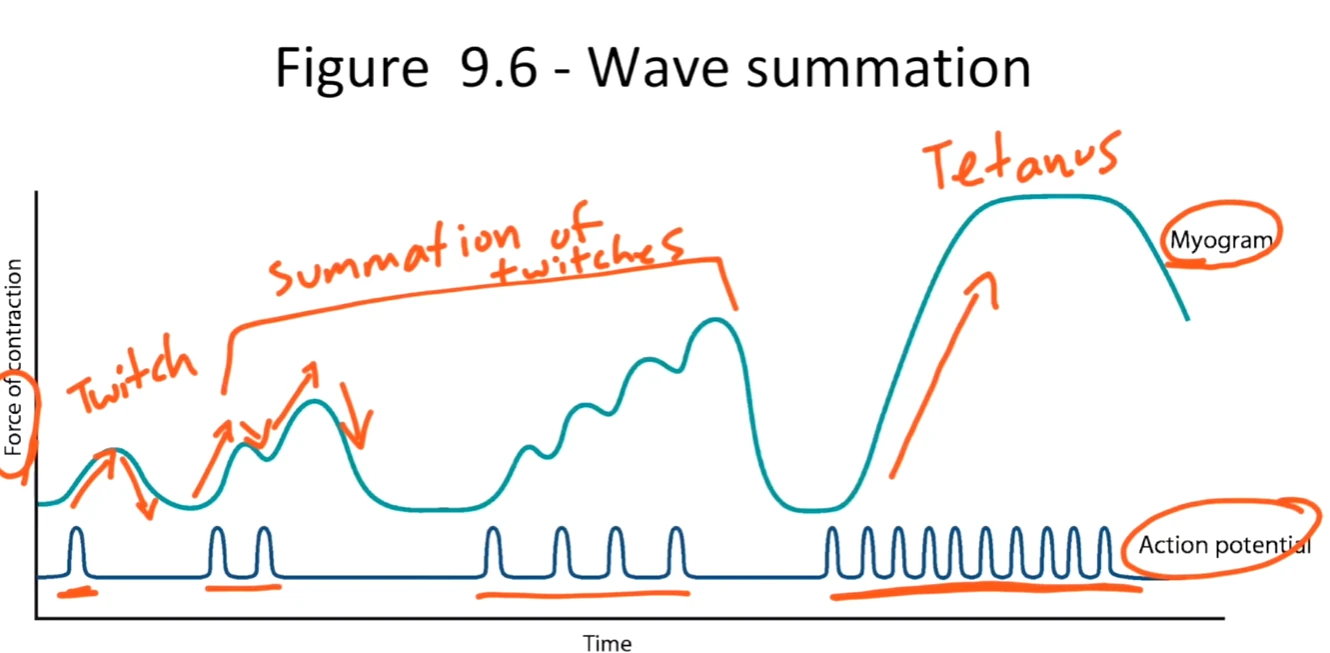 Figure 9.6 - Wave summation
Tetanus
Myogram
Summation of
twitches
Twitch
Force of contraction
Action potential
Time